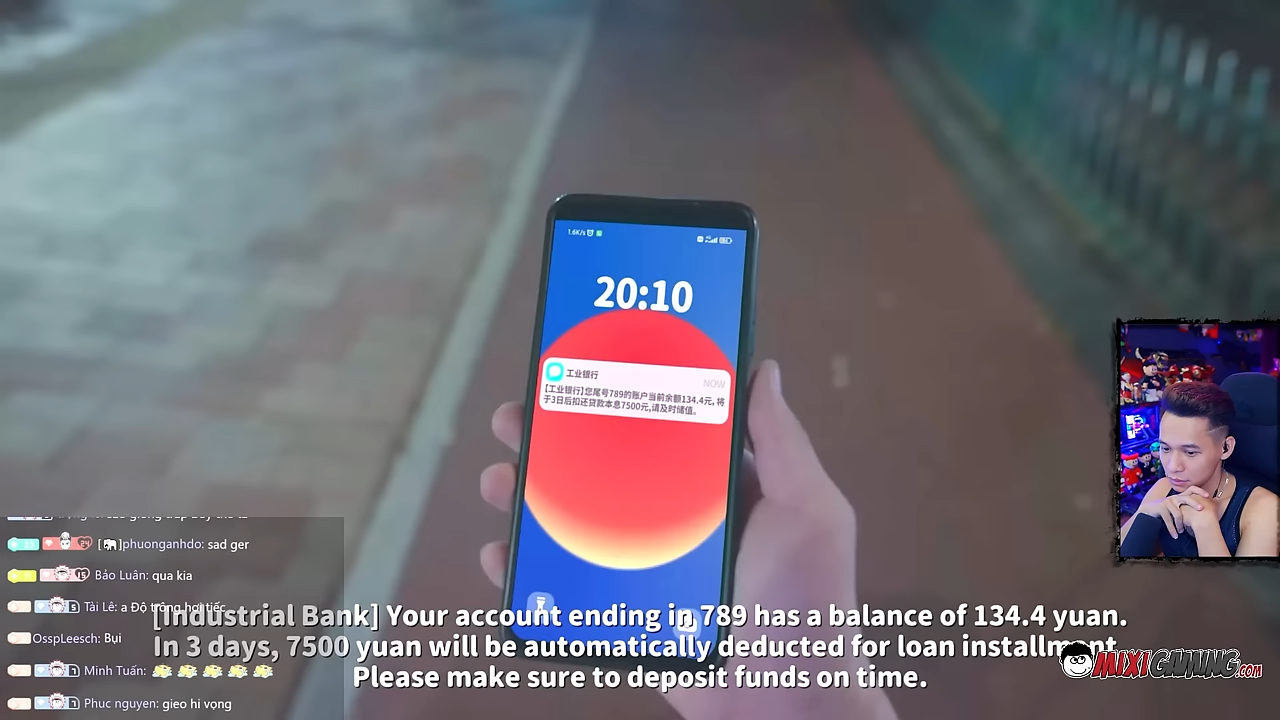 1.6K/s
20:10
工业银行
NOW
【工业银行】您尾号789的账户当前余额134.4元,将
于3日后扣还贷款本息7500元,请及时储值。
phuonganhdo: sad ger
Bảo Luân: qua kia
Tài Lê: a Độ trông hơi tiếc
OsspLeesch: Bụi
Minh Tuấn:
Phuc nguyen: gieo hi vọng
[Industrial Bank] Your account ending in 789 has a balance of 134.4 yuan.
In 3 days, 7500 yuan will be automatically deducted for loan installment.
Please make sure to deposit funds on time.
MIXIGAMING.com